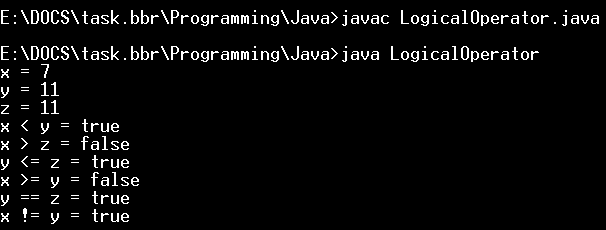 E:\DOCS\task.bbr\Programming\Java>javac LogicalOperator.java
E:\DOCS\task.bbr\Programming\Java>java LogicalOperator
x = 7
y = 11
z = 11
x < y = true
x > z = false
y <= z = true
x >= y = false
y == z = true
x != y = true